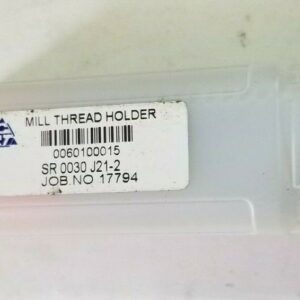 MILL THREAD HOLDER
0060100015
SR 0030 J21-2
JOB.NO 17794